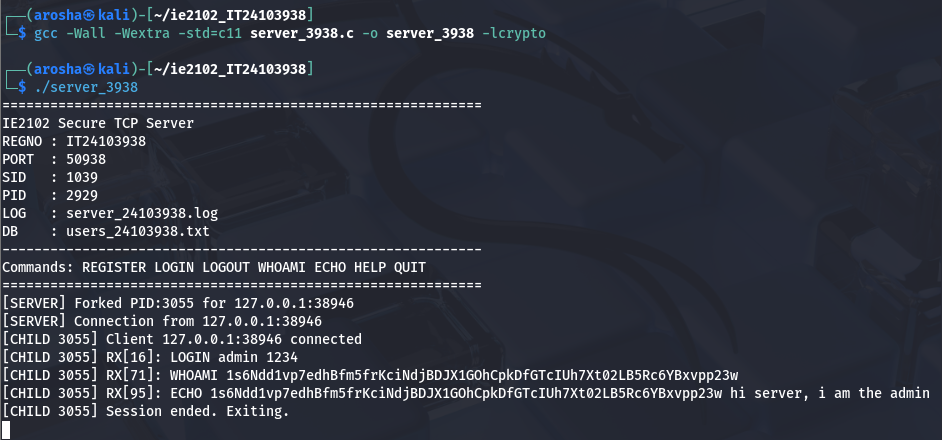 ┌──(arosha㉿kali)-[~/ie2102_IT24103938]
└─$ gcc -Wall -Wextra -std=c11 server_3938.c -o server_3938 -lcrypto
┌──(arosha㉿kali)-[~/ie2102_IT24103938]
└─$ ./server_3938
============================================================
IE2102 Secure TCP Server
REGNO : IT24103938
PORT  : 50938
SID   : 1039
PID   : 2929
LOG   : server_24103938.log
DB    : users_24103938.txt
------------------------------------------------------------
Commands: REGISTER LOGIN LOGOUT WHOAMI ECHO HELP QUIT
============================================================
[SERVER] Forked PID:3055 for 127.0.0.1:38946
[SERVER] Connection from 127.0.0.1:38946
[CHILD 3055] Client 127.0.0.1:38946 connected
[CHILD 3055] RX[16]: LOGIN admin 1234
[CHILD 3055] RX[71]: WHOAMI 1s6Ndd1vp7edhBfm5frKciNdjBDJX1GOhCpkDfGTcIUh7Xt02LB5Rc6YBxvpp23w
[CHILD 3055] RX[95]: ECHO 1s6Ndd1vp7edhBfm5frKciNdjBDJX1GOhCpkDfGTcIUh7Xt02LB5Rc6YBxvpp23w hi server, i am the admin
[CHILD 3055] Session ended. Exiting.